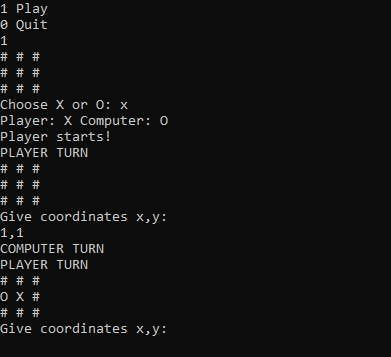 1 Play
0 Quit
1
# # #
# # #
# # #
Choose X or O: x
Player: X Computer: O
Player starts!
PLAYER TURN
# # #
# # #
# # #
Give coordinates x,y:
1,1
COMPUTER TURN
PLAYER TURN
# # #
O X #
# # #
Give coordinates x,y: